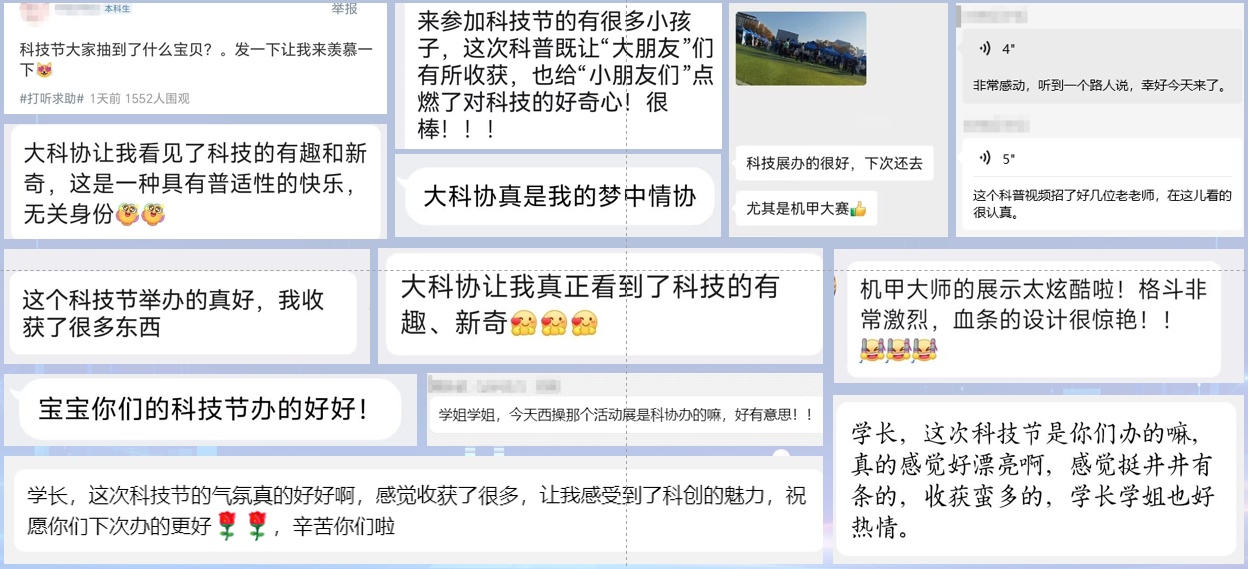 本科生
举报
科技节大家抽到了什么宝贝？。发一下让我来羡慕一
下
#打听求助# 1天前 1552人围观
大科协让我看见了科技的有趣和新
奇，这是一种具有普适性的快乐，
无关身份
来参加科技节的有很多小孩
子，这次科普既让“大朋友”们
有所收获，也给“小朋友们”点
燃了对科技的好奇心！很
棒！！！
大科协真是我的梦中情协
科技展办的很好，下次还去
尤其是机甲大赛
4"
非常感动，听到一个路人说，幸好今天来了。
5"
这个科普视频招了好几位老老师，在这儿看的
很认真。
这个科技节举办的真好，我收
获了很多东西
大科协让我真正看到了科技的有
趣、新奇
机甲大师的展示太炫酷啦！格斗非
常激烈，血条的设计很惊艳！！
宝宝你们的科技节办的好好！
学姐学姐，今天西操那个活动展是科协办的嘛，好有意思！！
学长，这次科技节是你们办的嘛，
真的感觉好漂亮啊，感觉挺井井有
条的，收获蛮多的，学长学姐也好
热情。
学长，这次科技节的气氛真的好好啊，感觉收获了很多，让我感受到了科创的魅力，祝
愿你们下次办的更好，辛苦你们啦